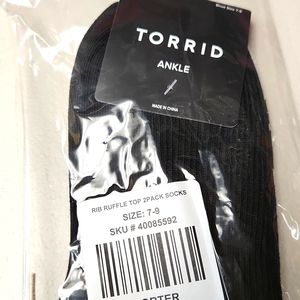 TORRID
ANKLE
MADE IN CHINA
RIB RUFFLE TOP 2PACK SOCKS
SIZE: 7-9
SKU # 40085592